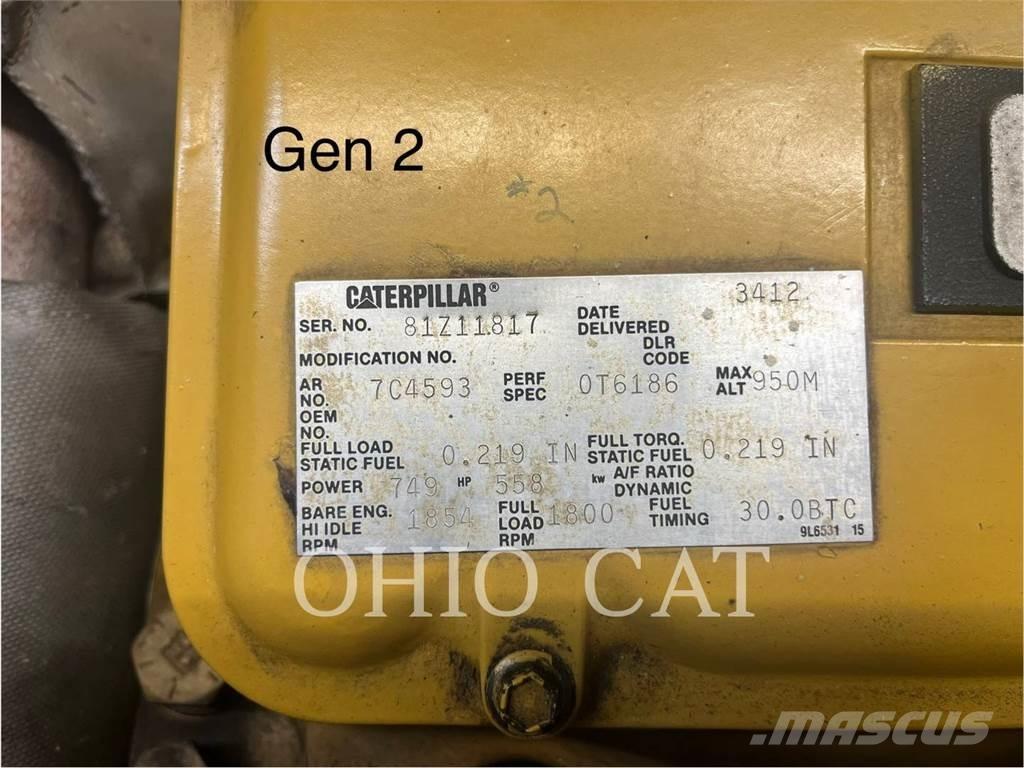 Gen 2
#2
CATERPILLAR® 3412
SER. NO. 81Z11817 DATE DELIVERED
DLR CODE
MODIFICATION NO.
AR NO. 7C4593 PERF SPEC 0T6186 MAX ALT 950M
OEM NO.
FULL LOAD STATIC FUEL 0.219 IN FULL TORQ. STATIC FUEL 0.219 IN
POWER 749 HP 558 kw A/F RATIO DYNAMIC
BARE ENG. HI IDLE RPM 1854 FULL LOAD RPM 1800 FUEL TIMING 30.0BTC
9L6531 15
OHIO CAT
MASCUS